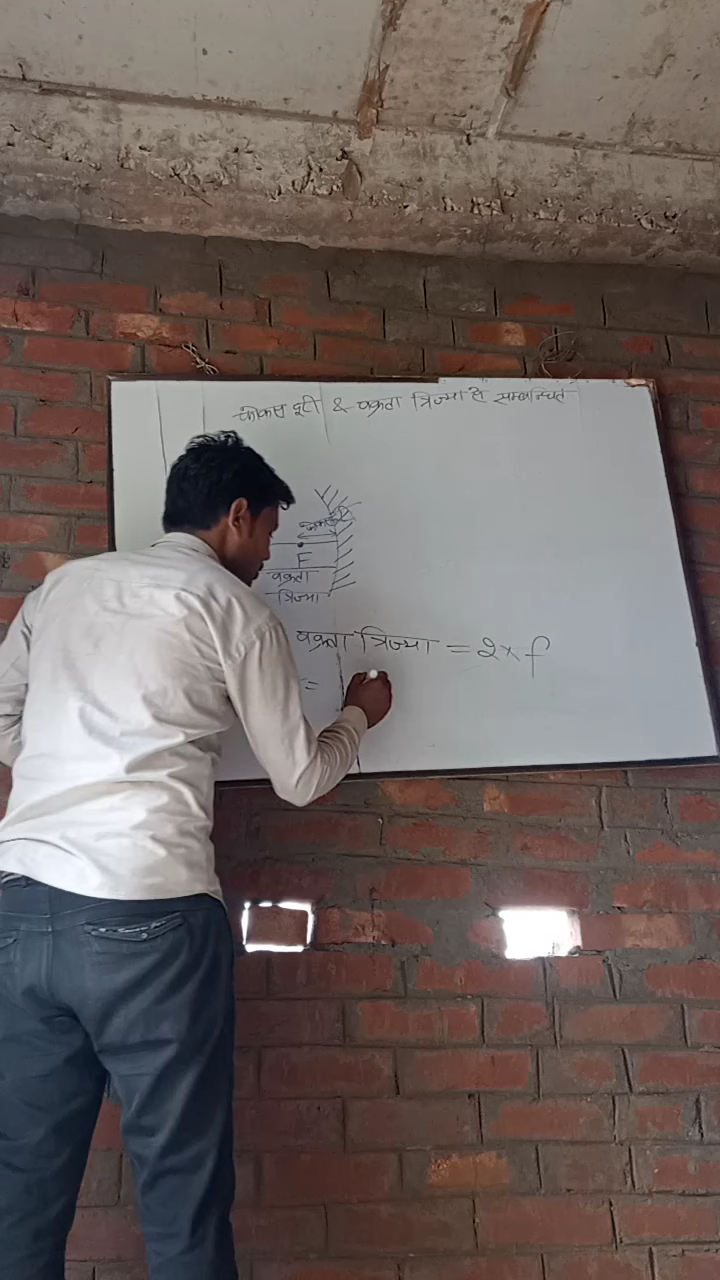 फोकस दूरी & वक्रता त्रिज्या से सम्बन्धित
F
वक्रता
त्रिज्या
वक्रता त्रिज्या = 2 × f
=